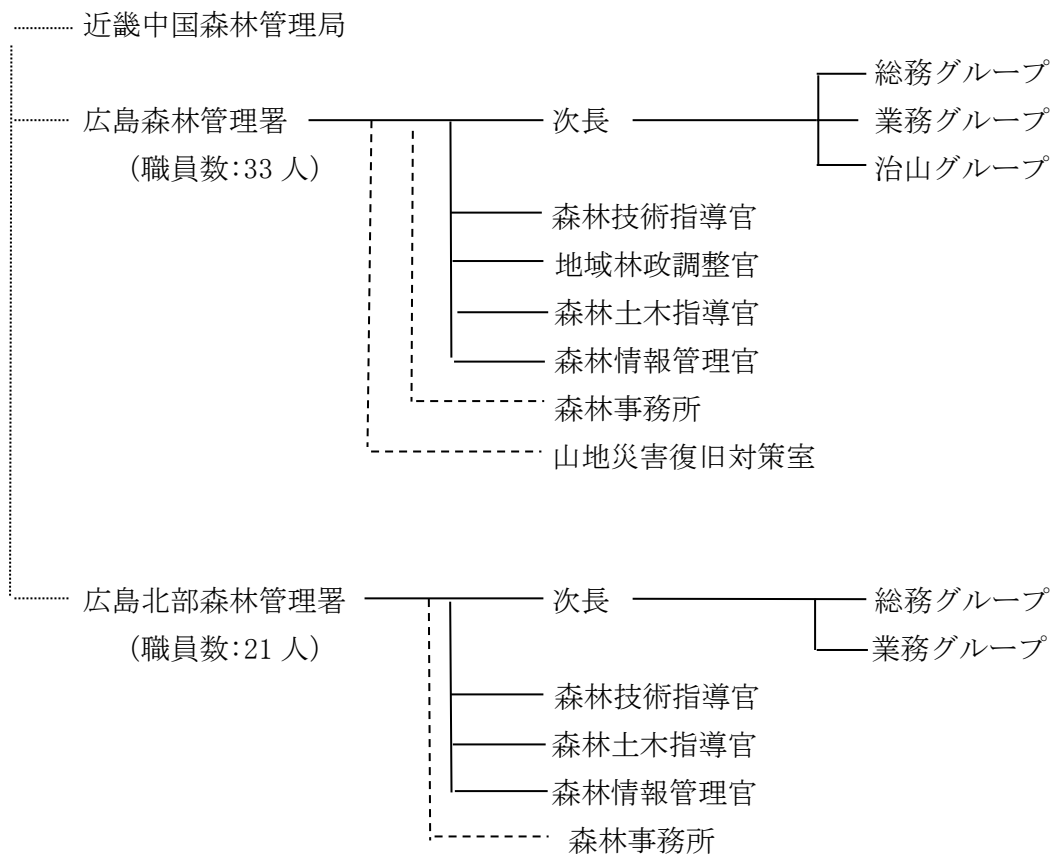 近畿中国森林管理局
総務グループ
広島森林管理署 次長 業務グループ
(職員数:33 人) 治山グループ
森林技術指導官
地域林政調整官
森林土木指導官
森林情報管理官
森林事務所
山地災害復旧対策室
広島北部森林管理署 次長 総務グループ
(職員数:21 人) 業務グループ
森林技術指導官
森林土木指導官
森林情報管理官
森林事務所